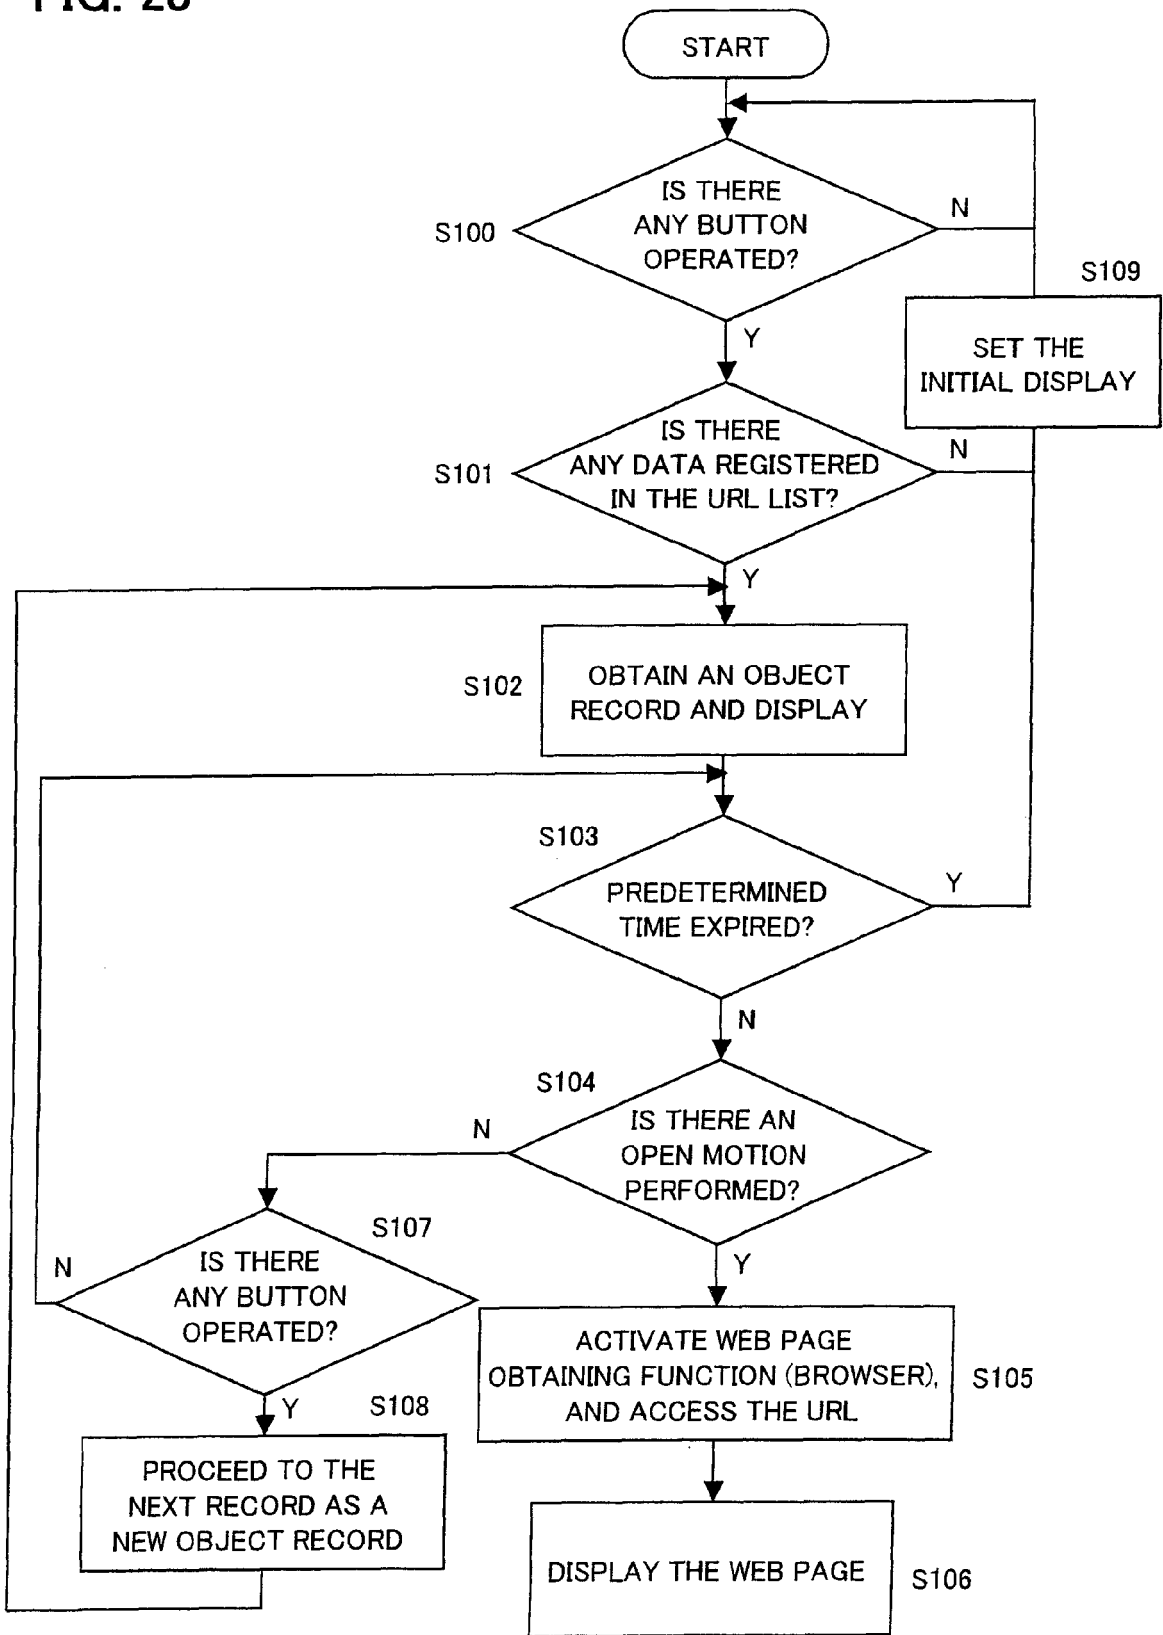 START
IS THERE
ANY BUTTON
OPERATED?
S100
N
Y
S109
SET THE
INITIAL DISPLAY
IS THERE
ANY DATA REGISTERED
IN THE URL LIST?
S101
N
Y
S102
OBTAIN AN OBJECT
RECORD AND DISPLAY
S103
PREDETERMINED
TIME EXPIRED?
Y
N
S104
IS THERE AN
OPEN MOTION
PERFORMED?
N
Y
S107
IS THERE
ANY BUTTON
OPERATED?
N
Y
S108
PROCEED TO THE
NEXT RECORD AS A
NEW OBJECT RECORD
ACTIVATE WEB PAGE
OBTAINING FUNCTION (BROWSER),
AND ACCESS THE URL
S105
DISPLAY THE WEB PAGE
S106